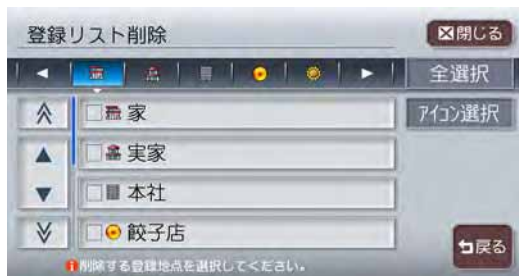 登録リスト削除
閉じる
全選択
アイコン選択
家
実家
本社
餃子店
戻る
削除する登録地点を選択してください。